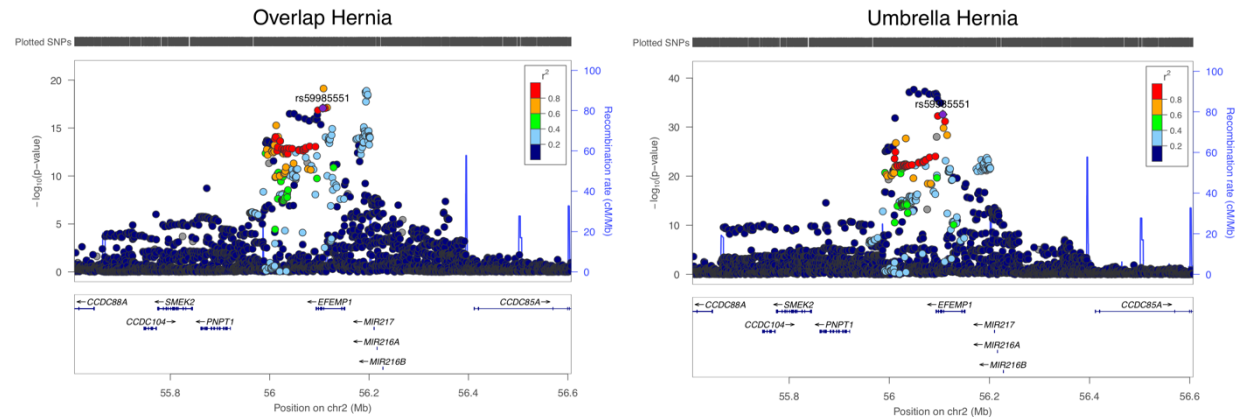 Overlap Hernia
Plotted SNPs
r²
0.8
0.6
0.4
0.2
rs59985551
20
15
10
5
0
−log10(p-value)
100
80
60
40
20
0
Recombination rate (cM/Mb)
←CCDC88A
←SMEK2
←EFEMP1
CCDC85A→
CCDC104→
←PNPT1
←MIR217
←MIR216A
←MIR216B
55.8
56
56.2
56.4
56.6
Position on chr2 (Mb)
Umbrella Hernia
Plotted SNPs
r²
0.8
0.6
0.4
0.2
rs59985551
40
30
20
10
0
−log10(p-value)
100
80
60
40
20
0
Recombination rate (cM/Mb)
←CCDC88A
←SMEK2
←EFEMP1
CCDC85A→
CCDC104→
←PNPT1
←MIR217
←MIR216A
←MIR216B
55.8
56
56.2
56.4
56.6
Position on chr2 (Mb)